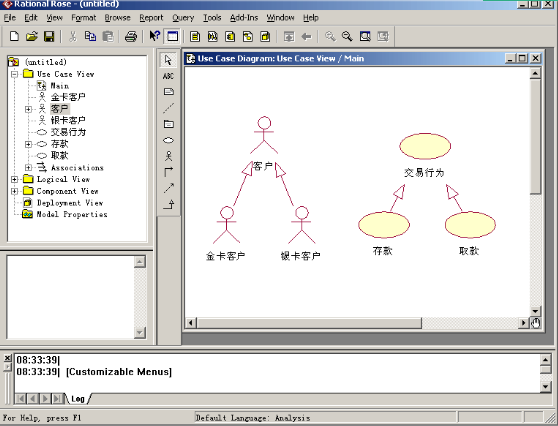 Rational Rose - (untitled)
File Edit View Format Browse Report Query Tools Add-Ins Window Help
(untitled)
Use Case View
Main
金卡客户
客户
银卡客户
交易行为
存款
取款
Associations
Logical View
Component View
Deployment View
Model Properties
ABC
Use Case Diagram: Use Case View / Main
客户
金卡客户
银卡客户
交易行为
存款
取款
08:33:39|
08:33:39| [Customizable Menus]
Log
For Help, press F1
Default Language: Analysis